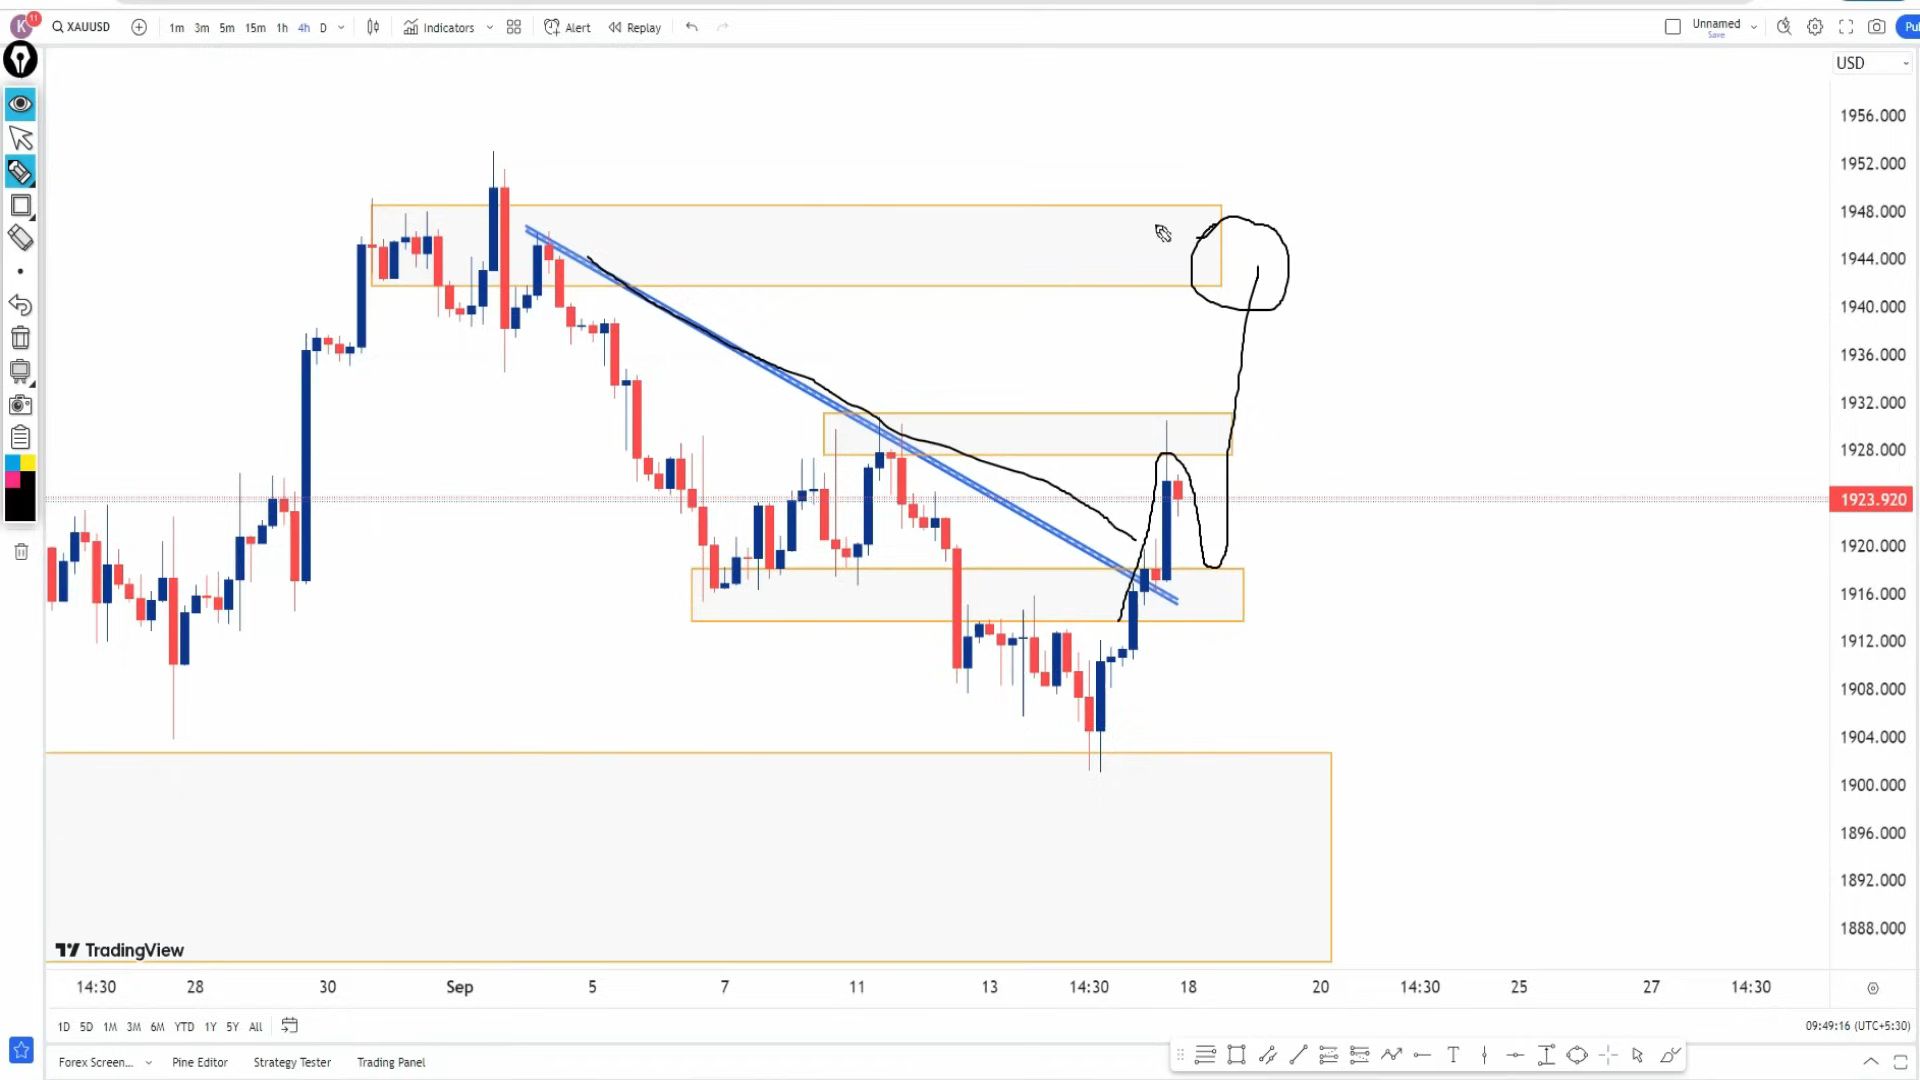 K 11 XAUUSD 1m 3m 5m 15m 1h 4h D Indicators Alert Replay Unnamed
Save
USD
1956.000
1952.000
1948.000
1944.000
1940.000
1936.000
1932.000
1928.000
1923.920
1920.000
1916.000
1912.000
1908.000
1904.000
1900.000
1896.000
1892.000
1888.000
TradingView
14:30 28 30 Sep 5 7 11 13 14:30 18 20 14:30 25 27 14:30
1D 5D 1M 3M 6M YTD 1Y 5Y All 09:49:16 (UTC+5:30)
Forex Screen... Pine Editor Strategy Tester Trading Panel